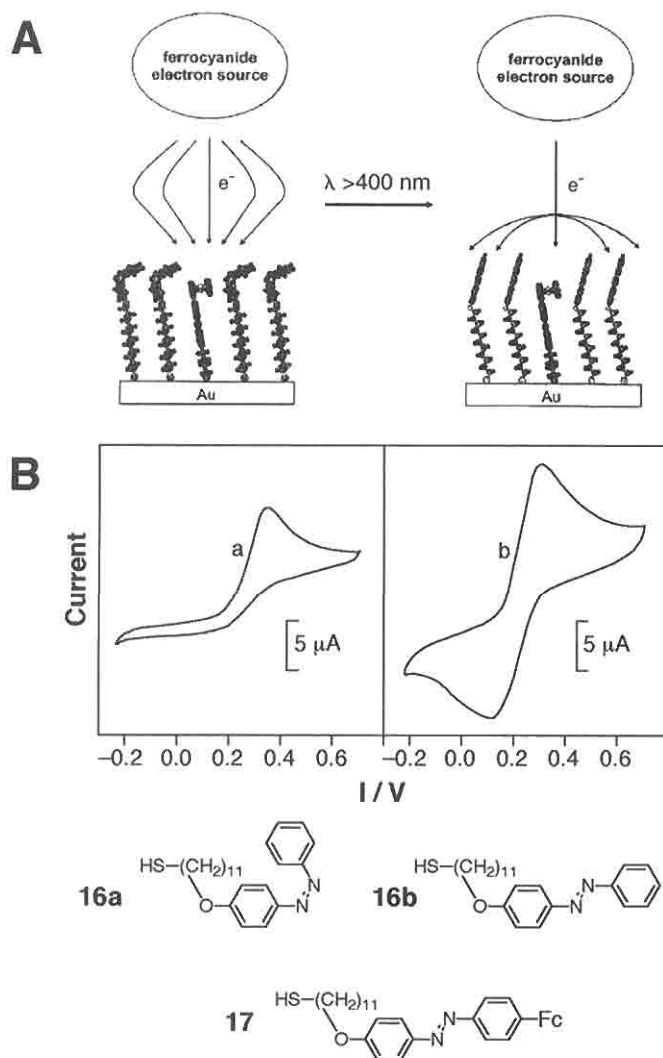 A
ferrocyanide
electron source
ferrocyanide
electron source
e⁻
λ >400 nm
e⁻
Au
Au
B
Current
a
5 μA
b
5 μA
−0.2 0.0 0.2 0.4 0.6
−0.2 0.0 0.2 0.4 0.6
I / V
16a
HS
(CH₂)₁₁
O
N
N
16b
HS
(CH₂)₁₁
O
N
N
17
HS
(CH₂)₁₁
O
N
N
Fc